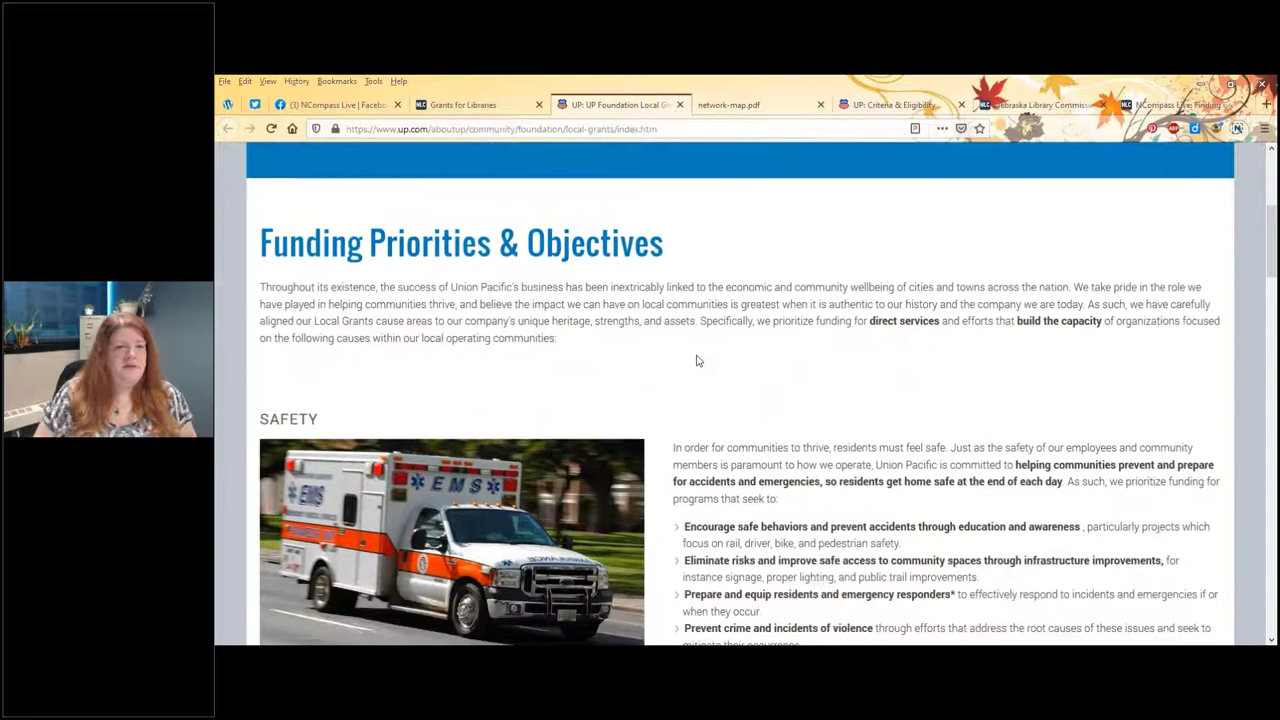 File Edit View History Bookmarks Tools Help
(3) NCompass Live | Facebo
Grants for Libraries
UP: UP Foundation Local Gr
network-map.pdf
UP: Criteria & Eligibility
Nebraska Library Commissi
NCompass Live: Finding
https://www.up.com/aboutup/community/foundation/local-grants/index.htm
Funding Priorities & Objectives
Throughout its existence, the success of Union Pacific's business has been inextricably linked to the economic and community wellbeing of cities and towns across the nation. We take pride in the role we
have played in helping communities thrive, and believe the impact we can have on local communities is greatest when it is authentic to our history and the company we are today. As such, we have carefully
aligned our Local Grants cause areas to our company's unique heritage, strengths, and assets. Specifically, we prioritize funding for direct services and efforts that build the capacity of organizations focused
on the following causes within our local operating communities:
SAFETY
In order for communities to thrive, residents must feel safe. Just as the safety of our employees and community
members is paramount to how we operate, Union Pacific is committed to helping communities prevent and prepare
for accidents and emergencies, so residents get home safe at the end of each day. As such, we prioritize funding for
programs that seek to:
Encourage safe behaviors and prevent accidents through education and awareness , particularly projects which
focus on rail, driver, bike, and pedestrian safety.
Eliminate risks and improve safe access to community spaces through infrastructure improvements, for
instance signage, proper lighting, and public trail improvements.
Prepare and equip residents and emergency responders* to effectively respond to incidents and emergencies if or
when they occur.
Prevent crime and incidents of violence through efforts that address the root causes of these issues and seek to
mitigate their occurrence.
EMS
EMS
AMBULANCE